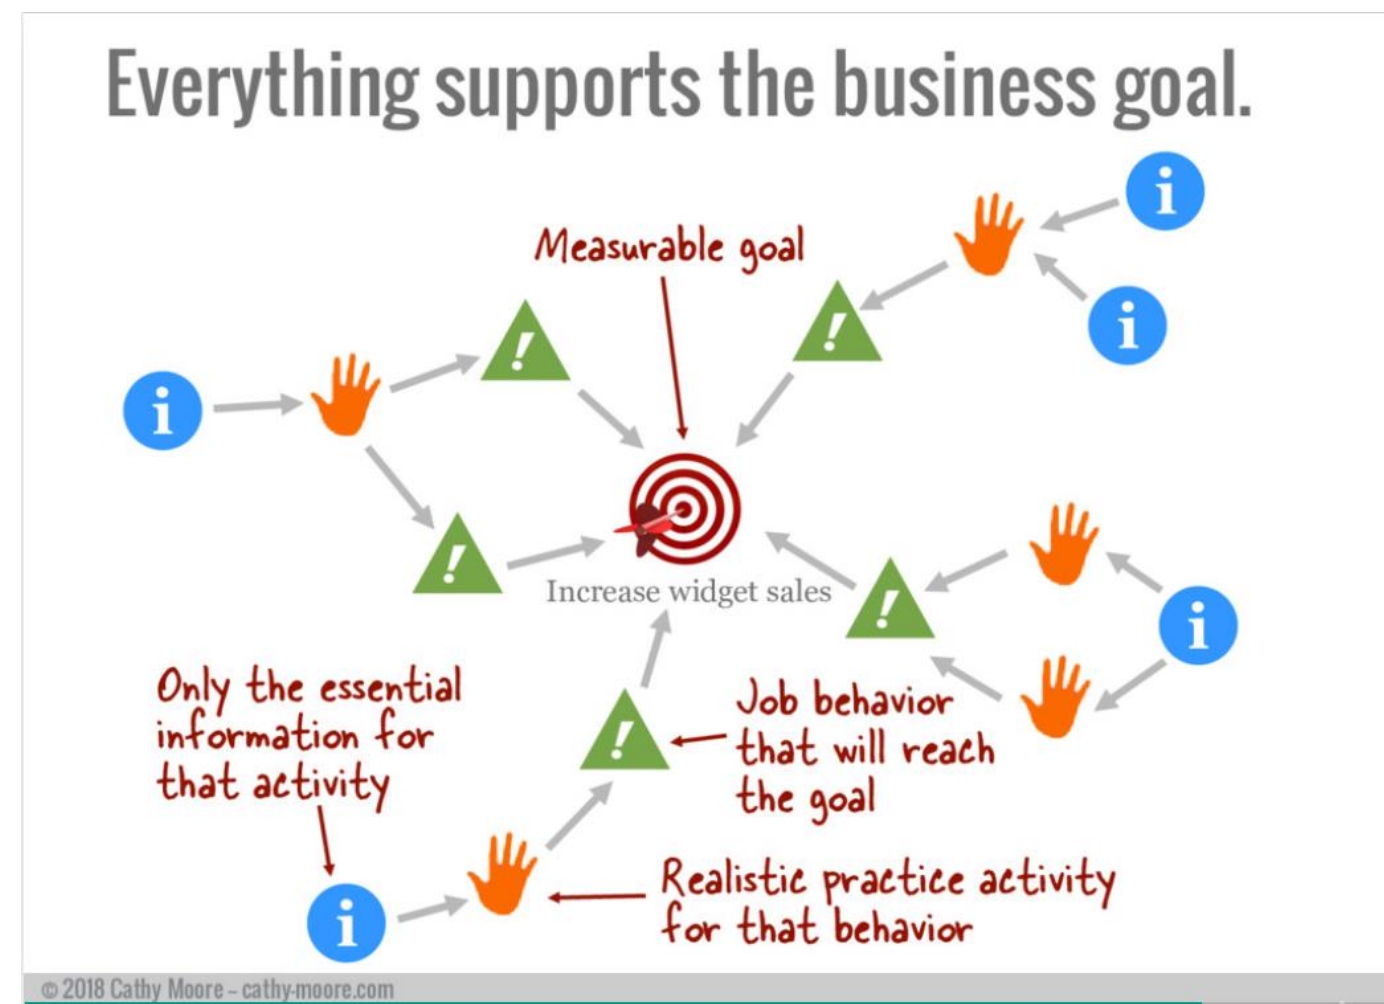 Everything supports the business goal.
Measurable goal
Increase widget sales
Only the essential
information for
that activity
Job behavior
that will reach
the goal
Realistic practice activity
for that behavior
© 2018 Cathy Moore – cathy-moore.com